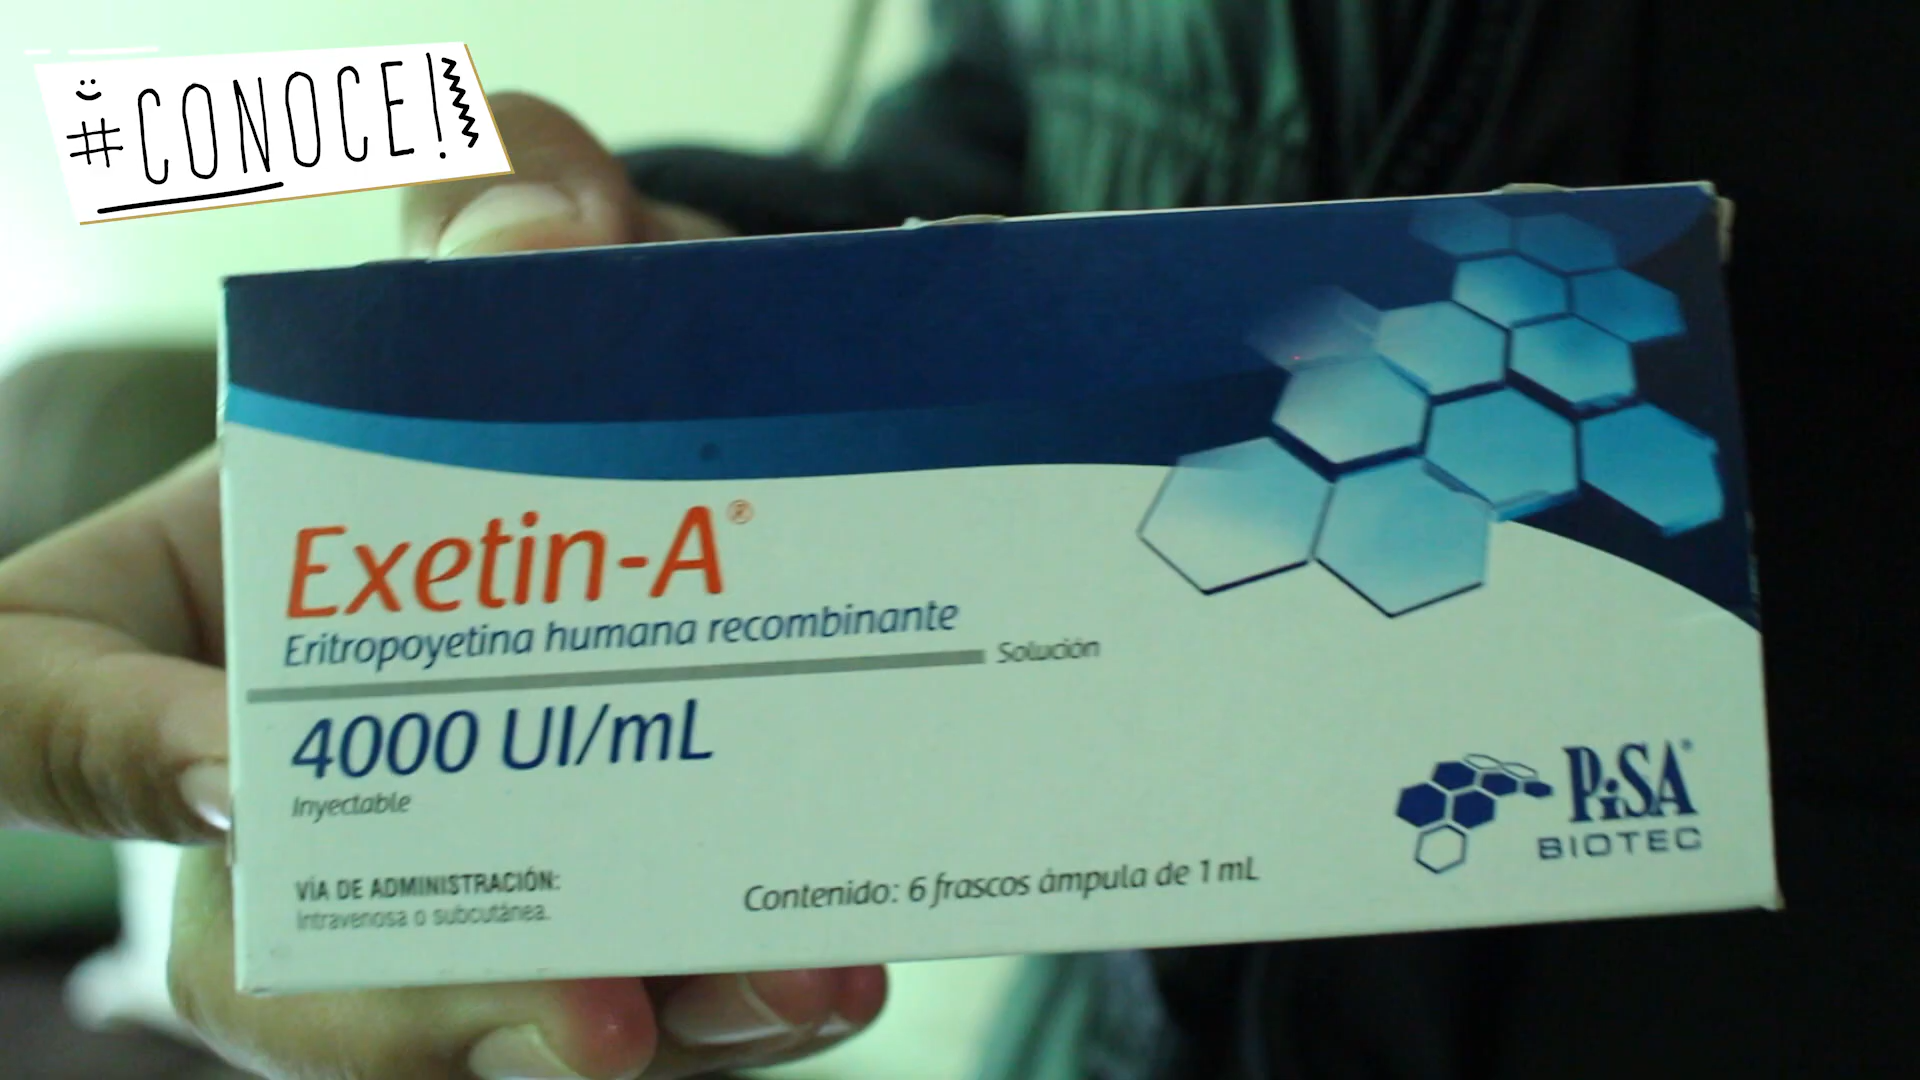 #CONOCE!
Exetin-A®
Eritropoyetina humana recombinante
Solución
4000 UI/mL
Inyectable
VÍA DE ADMINISTRACIÓN:
Intravenosa o subcutánea.
Contenido: 6 frascos ámpula de 1 mL
PiSA®
BIOTEC